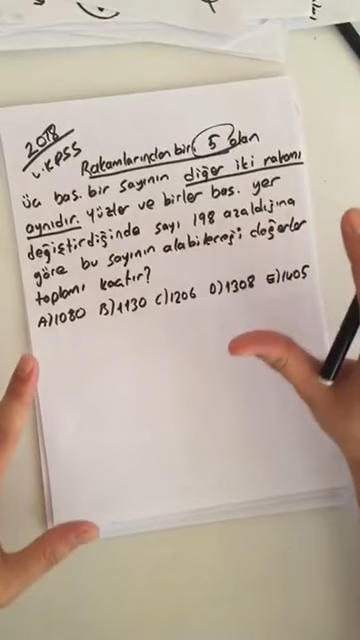 2018
KPSS
Rakamlarından biri 5 olan
üç bas. bir sayının diğer iki rakamı
aynıdır. Yüzler ve birler bas. yer
değiştirdiğinde sayı 198 azaldığına
göre bu sayının alabileceği değerler
toplamı kaçtır?
A)1080 B)1130 C)1206 D)1308 E)1405